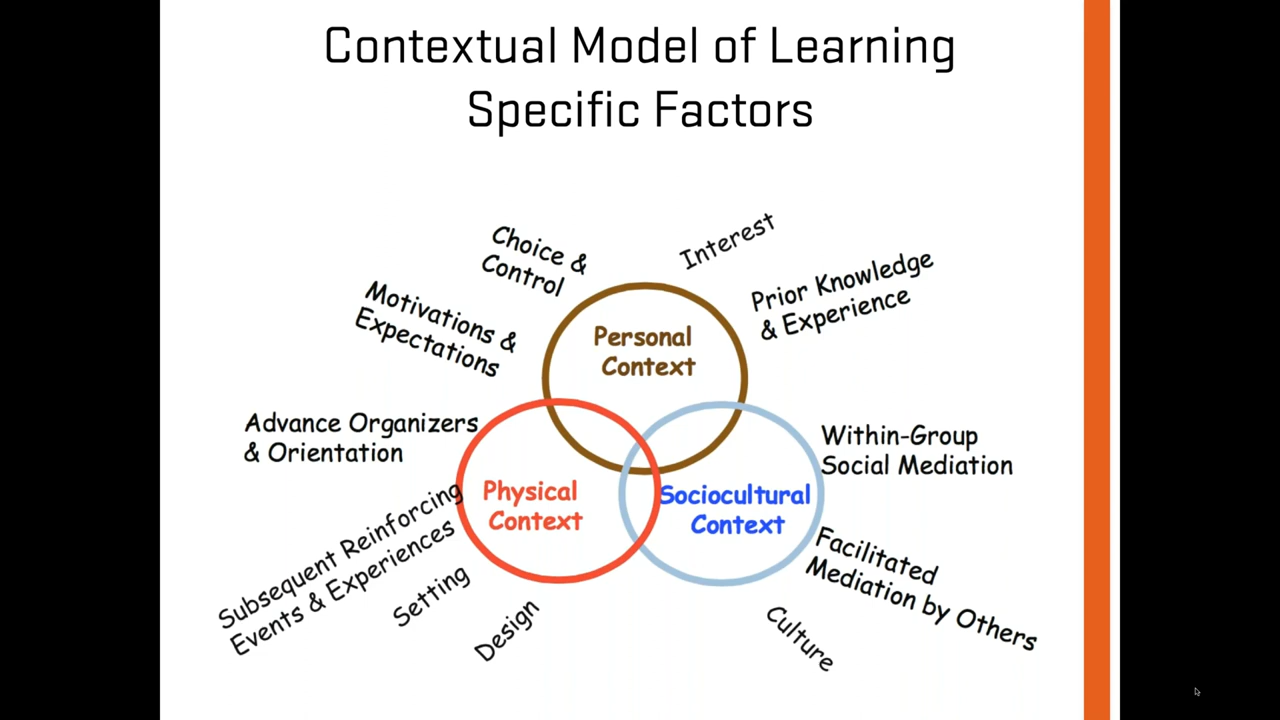 Contextual Model of Learning
Specific Factors
Choice &
Control
Interest
Motivations &
Expectations
Prior Knowledge
& Experience
Personal
Context
Advance Organizers
& Orientation
Within-Group
Social Mediation
Physical
Context
Sociocultural
Context
Subsequent Reinforcing
Events & Experiences
Setting
Design
Facilitated
Mediation by Others
Culture